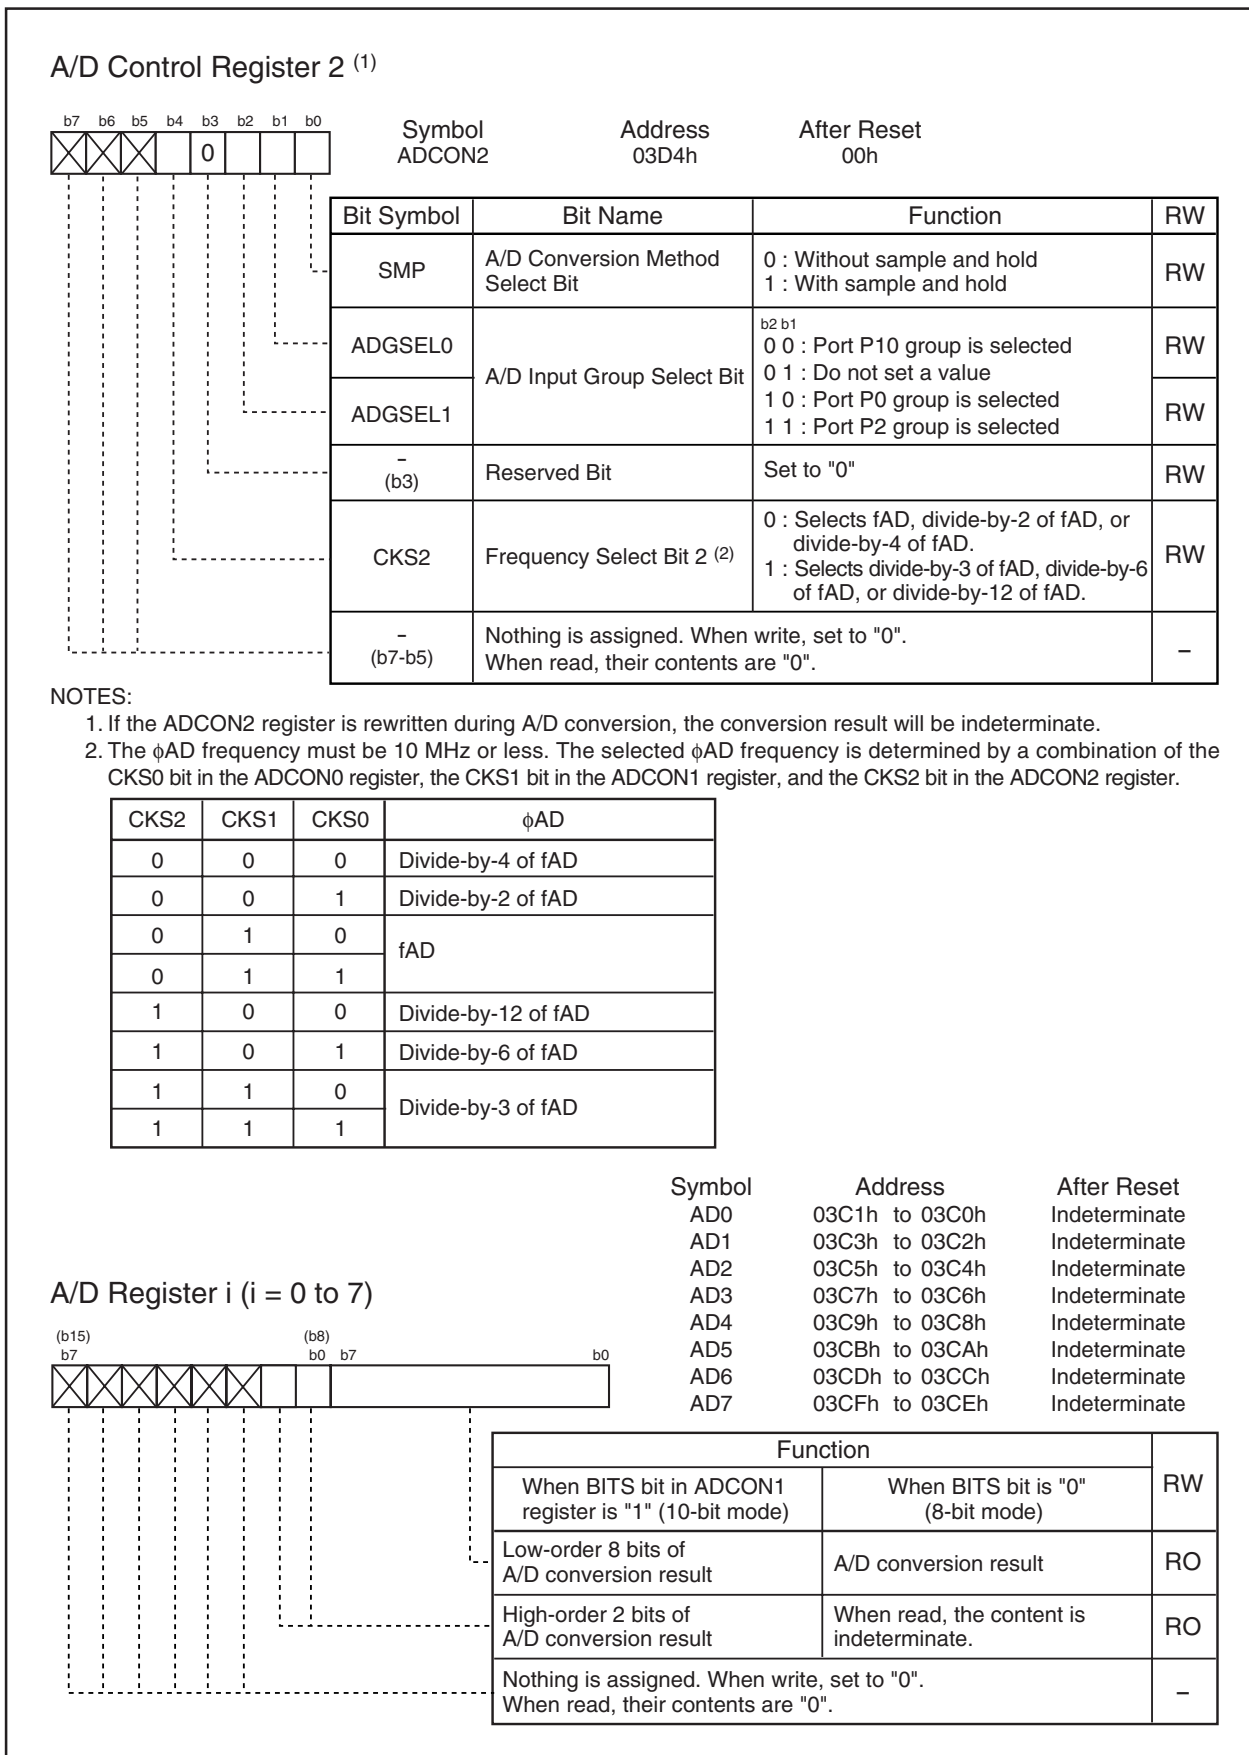 A/D Control Register 2 (1)
b7 b6 b5 b4 b3 b2 b1 b0
0
Symbol Address After Reset
ADCON2 03D4h 00h
Bit Symbol Bit Name Function RW
SMP A/D Conversion Method Select Bit 0 : Without sample and hold RW
1 : With sample and hold
b2 b1
ADGSEL0 A/D Input Group Select Bit 0 0 : Port P10 group is selected RW
0 1 : Do not set a value
ADGSEL1 1 0 : Port P0 group is selected RW
1 1 : Port P2 group is selected
– (b3) Reserved Bit Set to "0" RW
CKS2 Frequency Select Bit 2 (2) 0 : Selects fAD, divide-by-2 of fAD, or RW
divide-by-4 of fAD.
1 : Selects divide-by-3 of fAD, divide-by-6
of fAD, or divide-by-12 of fAD.
– (b7-b5) Nothing is assigned. When write, set to "0". –
When read, their contents are "0".
NOTES:
1. If the ADCON2 register is rewritten during A/D conversion, the conversion result will be indeterminate.
2. The ϕAD frequency must be 10 MHz or less. The selected ϕAD frequency is determined by a combination of the
CKS0 bit in the ADCON0 register, the CKS1 bit in the ADCON1 register, and the CKS2 bit in the ADCON2 register.
CKS2 CKS1 CKS0 ϕAD
0 0 0 Divide-by-4 of fAD
0 0 1 Divide-by-2 of fAD
0 1 0 fAD
0 1 1
1 0 0 Divide-by-12 of fAD
1 0 1 Divide-by-6 of fAD
1 1 0 Divide-by-3 of fAD
1 1 1
Symbol Address After Reset
AD0 03C1h to 03C0h Indeterminate
AD1 03C3h to 03C2h Indeterminate
AD2 03C5h to 03C4h Indeterminate
AD3 03C7h to 03C6h Indeterminate
AD4 03C9h to 03C8h Indeterminate
AD5 03CBh to 03CAh Indeterminate
AD6 03CDh to 03CCh Indeterminate
AD7 03CFh to 03CEh Indeterminate
A/D Register i (i = 0 to 7)
(b15) (b8)
b7 b0 b7 b0
Function RW
When BITS bit in ADCON1 When BITS bit is "0"
register is "1" (10-bit mode) (8-bit mode)
Low-order 8 bits of A/D conversion result RO
A/D conversion result
High-order 2 bits of When read, the content is RO
A/D conversion result indeterminate.
Nothing is assigned. When write, set to "0". –
When read, their contents are "0".